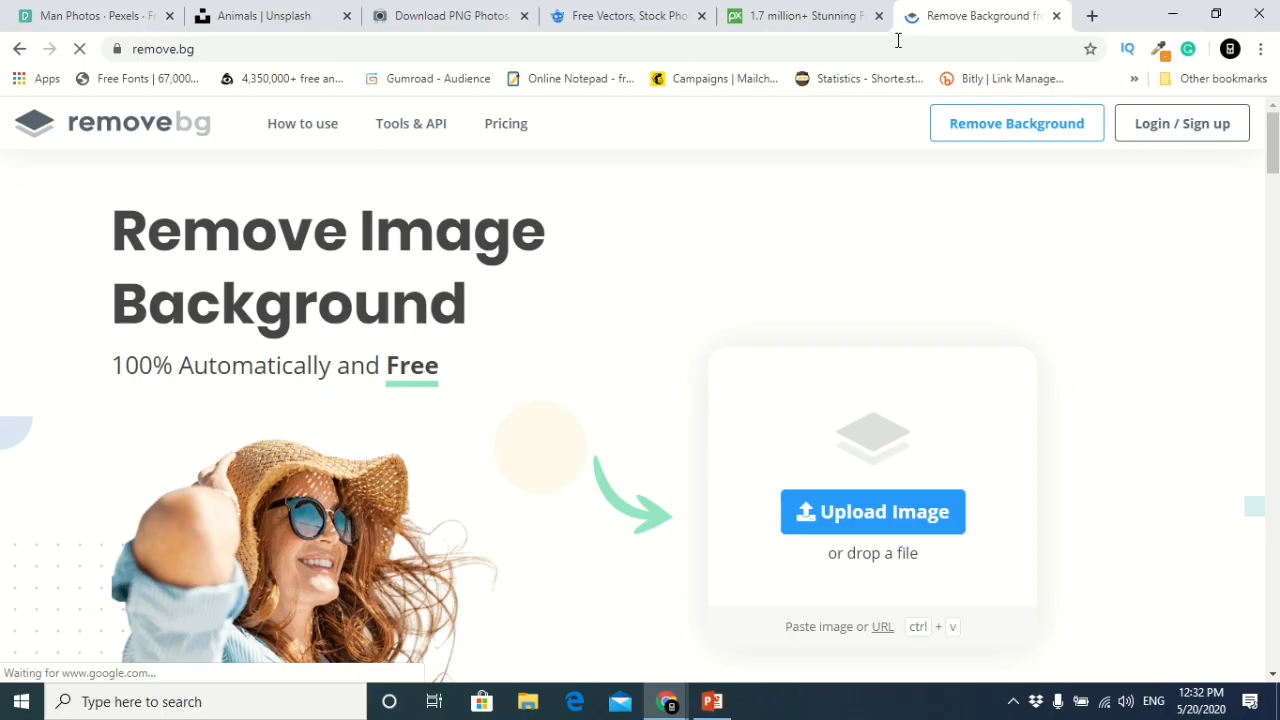 Man Photos · Pexels - F
Animals | Unsplash
Download PNG Photos.
Free Vectors, Stock Pho
1.7 million+ Stunning F
Remove Background fro
remove.bg
Apps
Free Fonts | 67,000...
4,350,000+ free an...
Gumroad - Audience
Online Notepad - fr...
Campaigns | Mailch...
Statistics - Shorte.st...
Bitly | Link Manage...
»
Other bookmarks
removebg
How to use
Tools & API
Pricing
Remove Background
Login / Sign up
Remove Image
Background
100% Automatically and Free
Upload Image
or drop a file
Paste image or URL ctrl + v
Waiting for www.google.com...
Type here to search
ENG
12:32 PM
5/20/2020